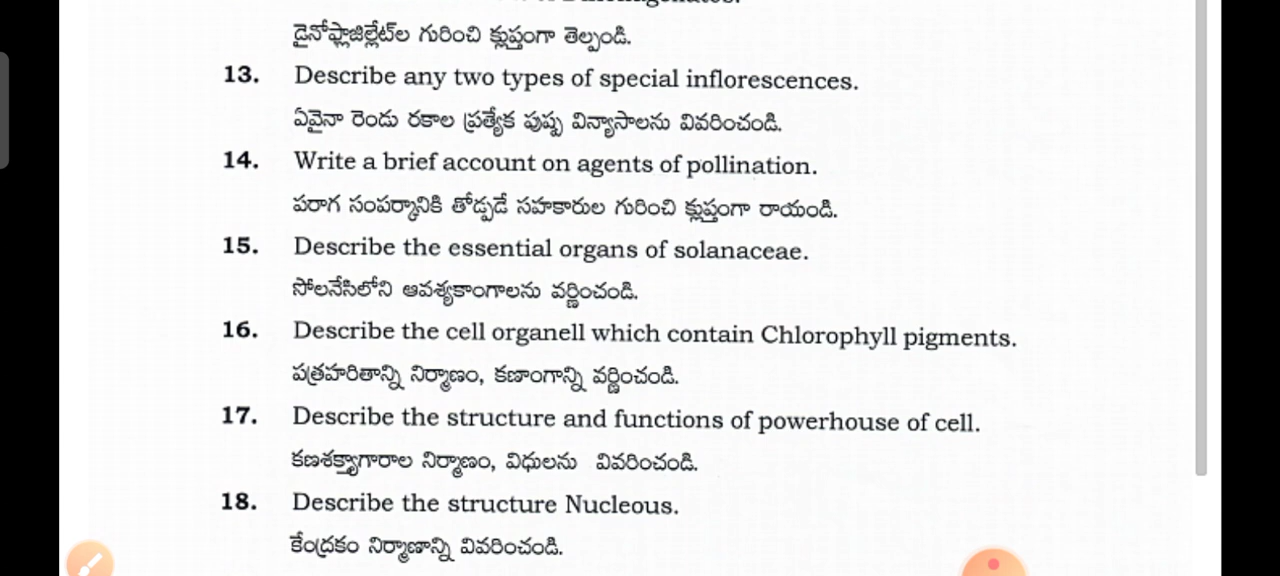 డైనోఫ్లాజిల్లేట్‌ల గురించి క్లుప్తంగా తెల్పండి.
13. Describe any two types of special inflorescences.
ఏవైనా రెండు రకాల ప్రత్యేక పుష్ప విన్యాసాలను వివరించండి.
14. Write a brief account on agents of pollination.
పరాగ సంపర్కానికి తోడ్పడే సహకారుల గురించి క్లుప్తంగా రాయండి.
15. Describe the essential organs of solanaceae.
సోలనేసిలోని ఆవశ్యకాంగాలను వర్ణించండి.
16. Describe the cell organell which contain Chlorophyll pigments.
పత్రహరితాన్ని నిర్మాణం, కణాంగాన్ని వర్ణించండి.
17. Describe the structure and functions of powerhouse of cell.
కణశక్త్యాగారాల నిర్మాణం, విధులను వివరించండి.
18. Describe the structure Nucleous.
కేంద్రకం నిర్మాణాన్ని వివరించండి.